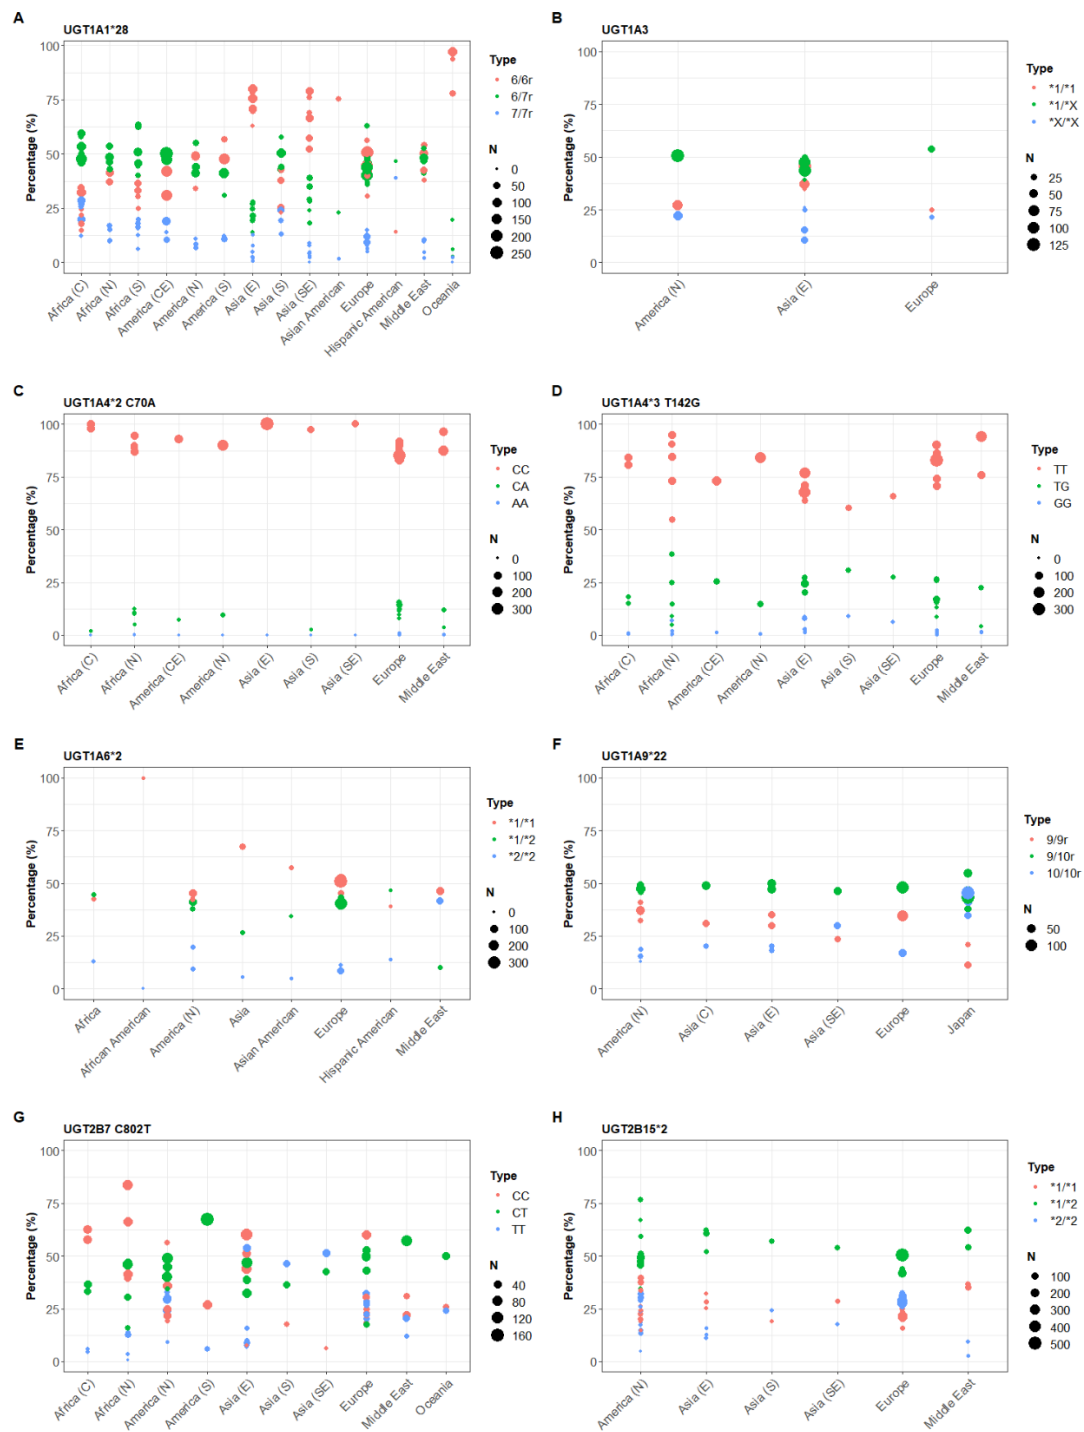 A
UGT1A1*28
Percentage (%)
100
75
50
25
0
Africa (C)
Africa (N)
Africa (S)
America (CE)
America (N)
America (S)
Asia (E)
Asia (S)
Asia (SE)
Asian American
Europe
Hispanic American
Middle East
Oceania
Type
6/6r
6/7r
7/7r
N
0
50
100
150
200
250
B
UGT1A3
Percentage (%)
100
75
50
25
0
America (N)
Asia (E)
Europe
Type
*1/*1
*1/*X
*X/*X
N
25
50
75
100
125
C
UGT1A4*2 C70A
Percentage (%)
100
75
50
25
0
Africa (C)
Africa (N)
America (CE)
America (N)
Asia (E)
Asia (S)
Asia (SE)
Europe
Middle East
Type
CC
CA
AA
N
0
100
200
300
D
UGT1A4*3 T142G
Percentage (%)
100
75
50
25
0
Africa (C)
Africa (N)
America (CE)
America (N)
Asia (E)
Asia (S)
Asia (SE)
Europe
Middle East
Type
TT
TG
GG
N
0
100
200
300
E
UGT1A6*2
Percentage (%)
100
75
50
25
0
Africa
African American
America (N)
Asia
Asian American
Europe
Hispanic American
Middle East
Type
*1/*1
*1/*2
*2/*2
N
0
100
200
300
F
UGT1A9*22
Percentage (%)
100
75
50
25
0
America (N)
Asia (C)
Asia (E)
Asia (SE)
Europe
Japan
Type
9/9r
9/10r
10/10r
N
50
100
G
UGT2B7 C802T
Percentage (%)
100
75
50
25
0
Africa (C)
Africa (N)
America (N)
America (S)
Asia (E)
Asia (S)
Asia (SE)
Europe
Middle East
Oceania
Type
CC
CT
TT
N
40
80
120
160
H
UGT2B15*2
Percentage (%)
100
75
50
25
0
America (N)
Asia (E)
Asia (S)
Asia (SE)
Europe
Middle East
Type
*1/*1
*1/*2
*2/*2
N
100
200
300
400
500